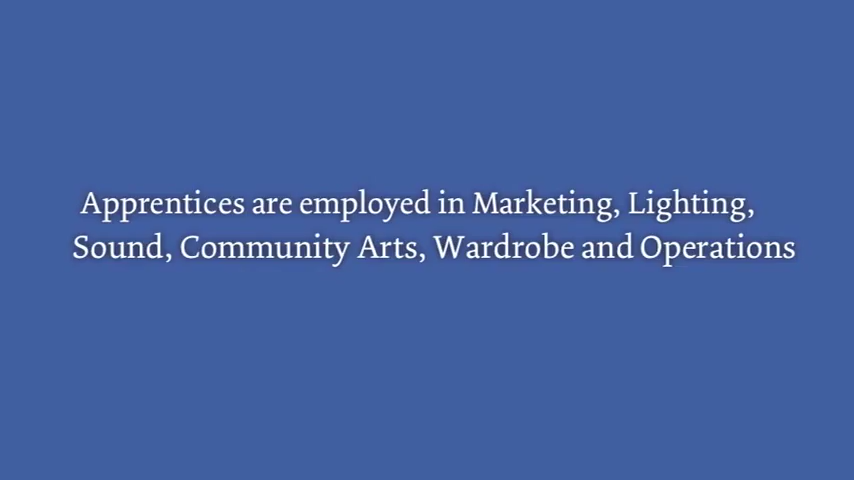 Apprentices are employed in Marketing, Lighting,
Sound, Community Arts, Wardrobe and Operations